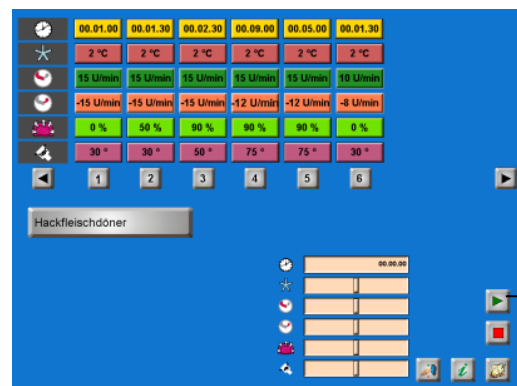 00.01.00 00.01.30 00.02.30 00.09.00 00.05.00 00.01.30
2 °C 2 °C 2 °C 2 °C 2 °C 2 °C
15 U/min 15 U/min 15 U/min 15 U/min 15 U/min 10 U/min
-15 U/min -15 U/min -15 U/min -12 U/min -12 U/min -8 U/min
0 % 50 % 90 % 90 % 90 % 0 %
30 ° 30 ° 50 ° 75 ° 75 ° 30 °
1 2 3 4 5 6
Hackfleischdöner
00.00.00
i